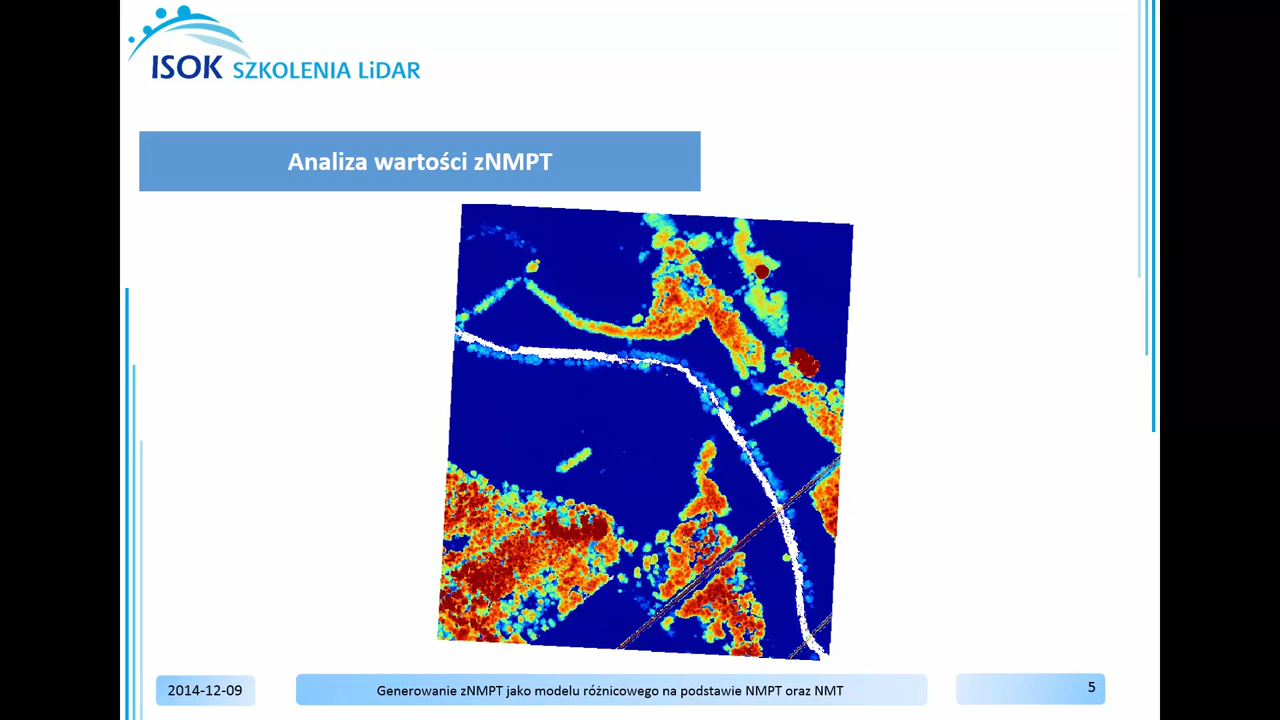 ISOK SZKOLENIA LiDAR
Analiza wartości zNMPT
2014-12-09
Generowanie zNMPT jako modelu różnicowego na podstawie NMPT oraz NMT
5